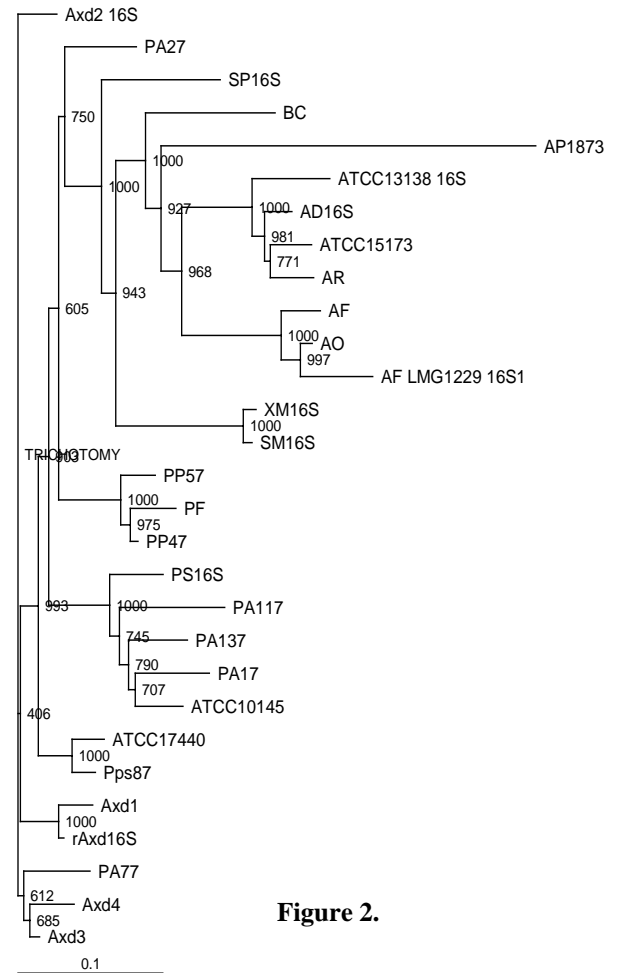 Axd2 16S
PA27
SP16S
750
BC
AP1873
1000
ATCC13138 16S
1000
1000
AD16S
927
981
ATCC15173
771
968
AR
943
605
AF
1000
AO
997
AF LMG1229 16S1
XM16S
1000
SM16S
TRICHOTOMY
903
PP57
1000
PF
975
PP47
PS16S
993
1000
PA117
745
PA137
790
PA17
707
ATCC10145
406
ATCC17440
1000
Pps87
Axd1
1000
rAxd16S
PA77
612
Axd4
685
Axd3
Figure 2.
0.1